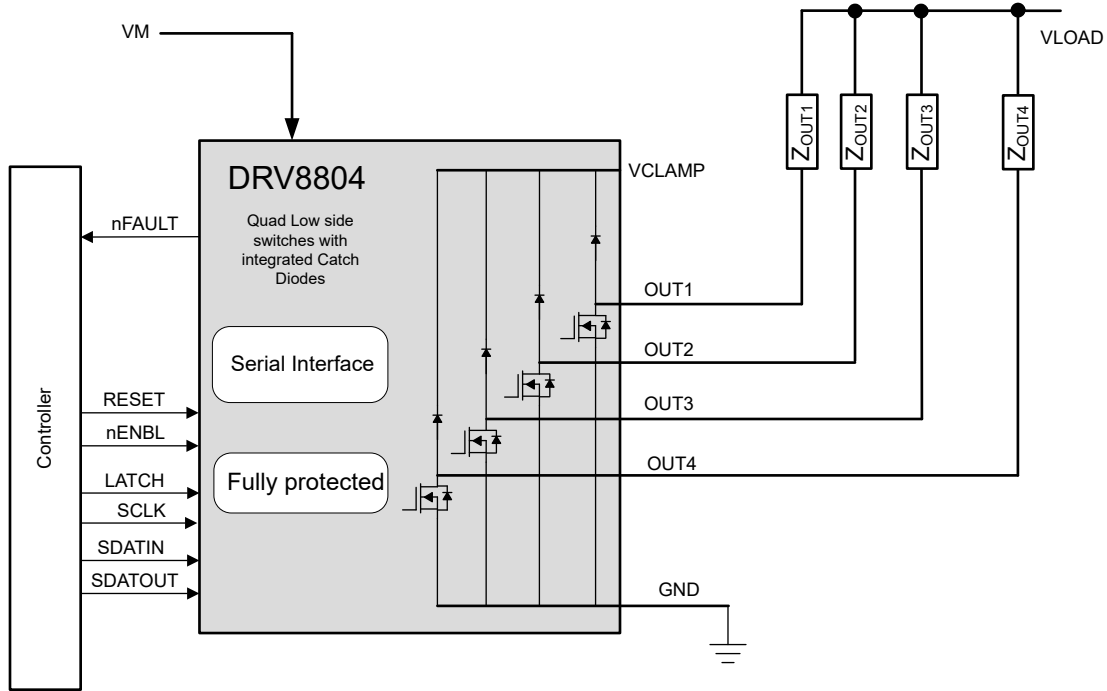 VM
VLOAD
ZOUT1
ZOUT2
ZOUT3
ZOUT4
DRV8804
VCLAMP
Quad Low side
switches with
integrated Catch
Diodes
nFAULT
OUT1
OUT2
Serial Interface
OUT3
RESET
nENBL
Controller
OUT4
LATCH
Fully protected
SCLK
SDATIN
SDATOUT
GND